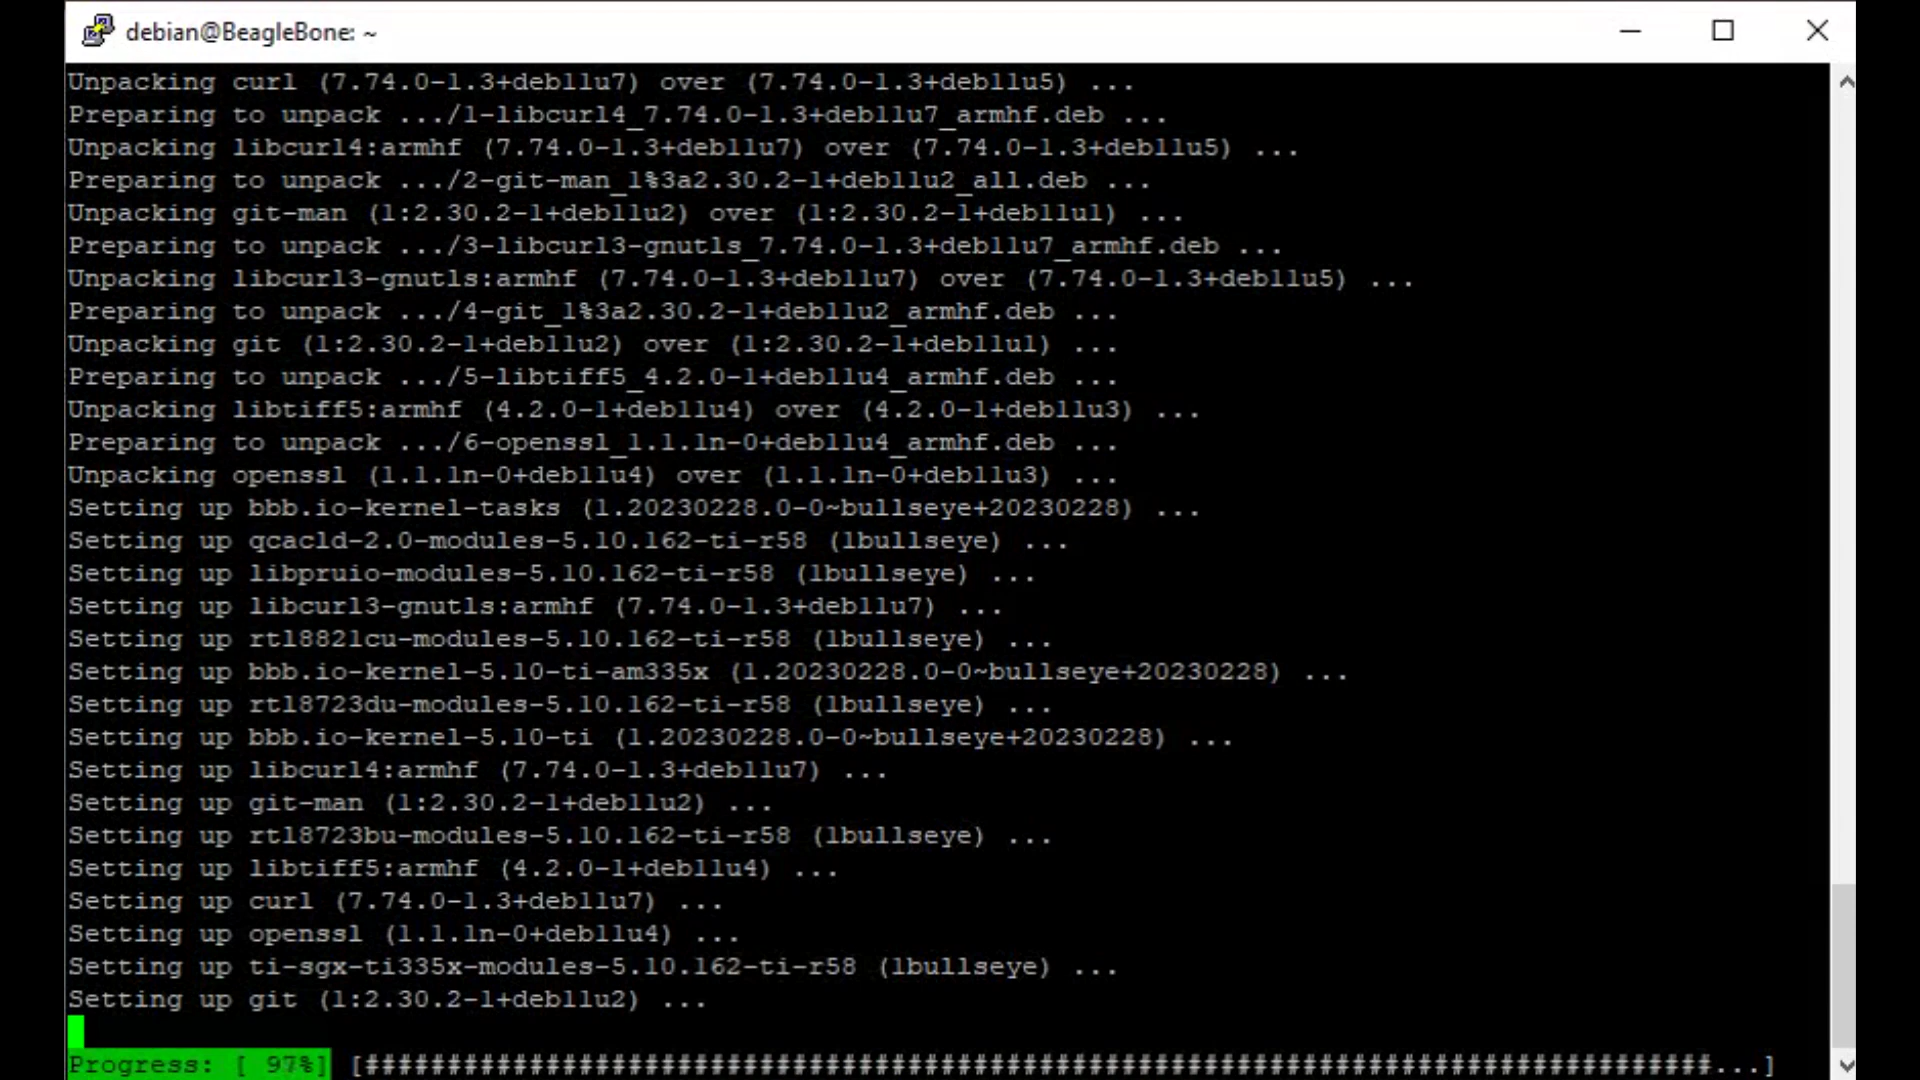 debian@BeagleBone: ~
Unpacking curl (7.74.0-1.3+deb11u7) over (7.74.0-1.3+deb11u5) ...
Preparing to unpack .../1-libcurl4_7.74.0-1.3+deb11u7_armhf.deb ...
Unpacking libcurl4:armhf (7.74.0-1.3+deb11u7) over (7.74.0-1.3+deb11u5) ...
Preparing to unpack .../2-git-man_1%3a2.30.2-1+deb11u2_all.deb ...
Unpacking git-man (1:2.30.2-1+deb11u2) over (1:2.30.2-1+deb11u1) ...
Preparing to unpack .../3-libcurl3-gnutls_7.74.0-1.3+deb11u7_armhf.deb ...
Unpacking libcurl3-gnutls:armhf (7.74.0-1.3+deb11u7) over (7.74.0-1.3+deb11u5) ...
Preparing to unpack .../4-git_1%3a2.30.2-1+deb11u2_armhf.deb ...
Unpacking git (1:2.30.2-1+deb11u2) over (1:2.30.2-1+deb11u1) ...
Preparing to unpack .../5-libtiff5_4.2.0-1+deb11u4_armhf.deb ...
Unpacking libtiff5:armhf (4.2.0-1+deb11u4) over (4.2.0-1+deb11u3) ...
Preparing to unpack .../6-openssl_1.1.1n-0+deb11u4_armhf.deb ...
Unpacking openssl (1.1.1n-0+deb11u4) over (1.1.1n-0+deb11u3) ...
Setting up bbb.io-kernel-tasks (1.20230228.0-0~bullseye+20230228) ...
Setting up qcacld-2.0-modules-5.10.162-ti-r58 (1bullseye) ...
Setting up libpruio-modules-5.10.162-ti-r58 (1bullseye) ...
Setting up libcurl3-gnutls:armhf (7.74.0-1.3+deb11u7) ...
Setting up rtl8821cu-modules-5.10.162-ti-r58 (1bullseye) ...
Setting up bbb.io-kernel-5.10-ti-am335x (1.20230228.0-0~bullseye+20230228) ...
Setting up rtl8723du-modules-5.10.162-ti-r58 (1bullseye) ...
Setting up bbb.io-kernel-5.10-ti (1.20230228.0-0~bullseye+20230228) ...
Setting up libcurl4:armhf (7.74.0-1.3+deb11u7) ...
Setting up git-man (1:2.30.2-1+deb11u2) ...
Setting up rtl8723bu-modules-5.10.162-ti-r58 (1bullseye) ...
Setting up libtiff5:armhf (4.2.0-1+deb11u4) ...
Setting up curl (7.74.0-1.3+deb11u7) ...
Setting up openssl (1.1.1n-0+deb11u4) ...
Setting up ti-sgx-ti335x-modules-5.10.162-ti-r58 (1bullseye) ...
Setting up git (1:2.30.2-1+deb11u2) ...
Progress: [ 97%] [##################################################################################...]